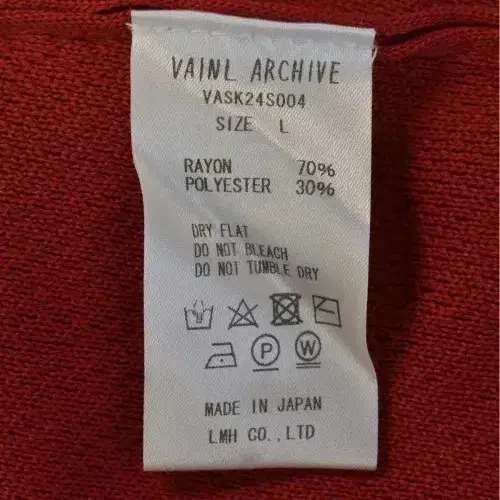 VAINL ARCHIVE
VASK24S004
SIZE L
RAYON 70%
POLYESTER 30%
DRY FLAT
DO NOT BLEACH
DO NOT TUMBLE DRY
P W
MADE IN JAPAN
LMH CO.,LTD